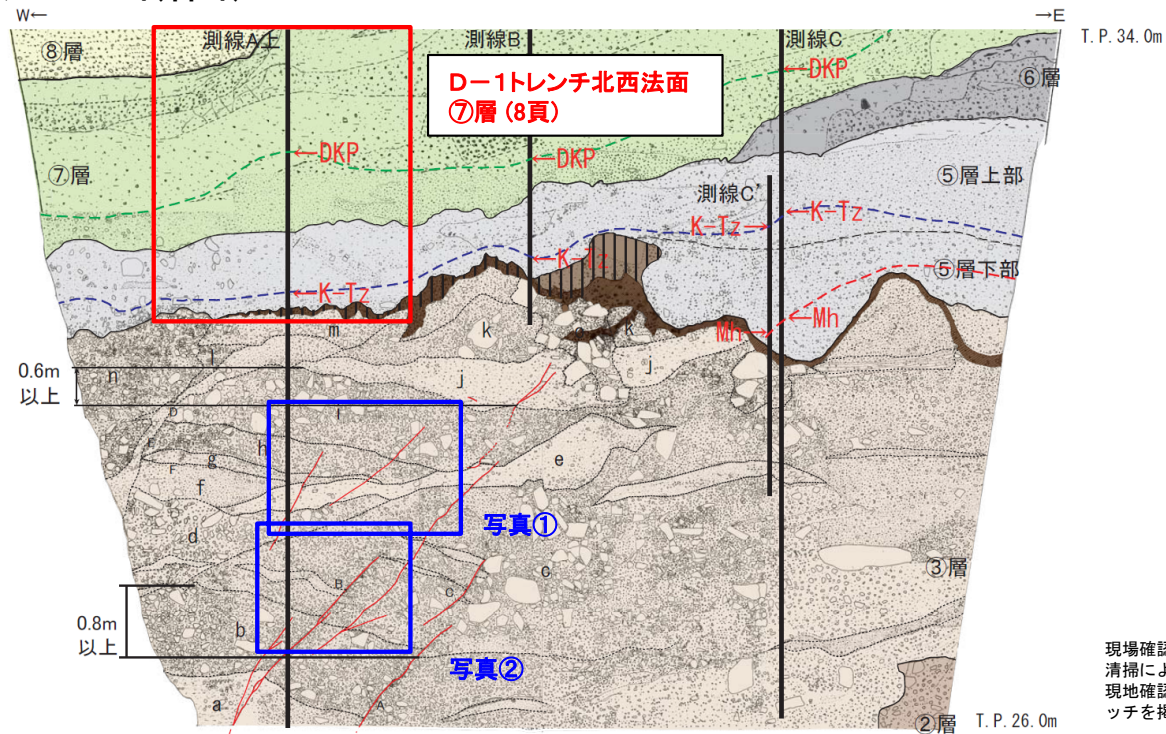 W←
→E
T.P.34.0m
⑧層
測線A上
測線B
測線C
←DKP
⑥層
D-1トレンチ北西法面
⑦層(8頁)
←DKP
←DKP
⑦層
⑤層上部
測線C'
←K-Tz
K-Tz→
←K-Tz
⑤層下部
←K-Tz
←Mh
Mh→
m
k
k
l
j
j
0.6m
以上
n
D
i
h
g
F
f
e
写真①
d
B
C
c
③層
0.8m
以上
b
写真②
a
A
②層
T.P.26.0m
現場確認
清掃によ
現地確認
ッチを掲